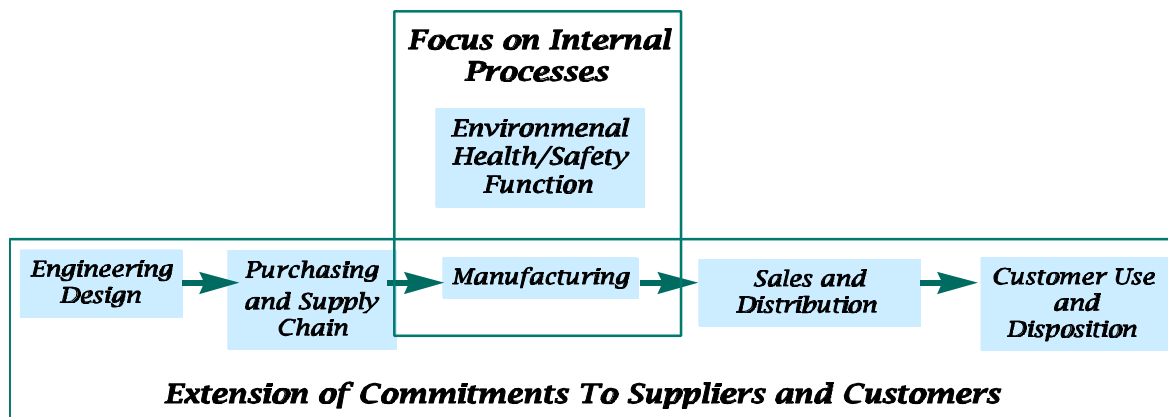 Focus on Internal
Processes
Environmenal
Health/Safety
Function
Engineering
Design
Purchasing
and Supply
Chain
Manufacturing
Sales and
Distribution
Customer Use
and
Disposition
Extension of Commitments To Suppliers and Customers